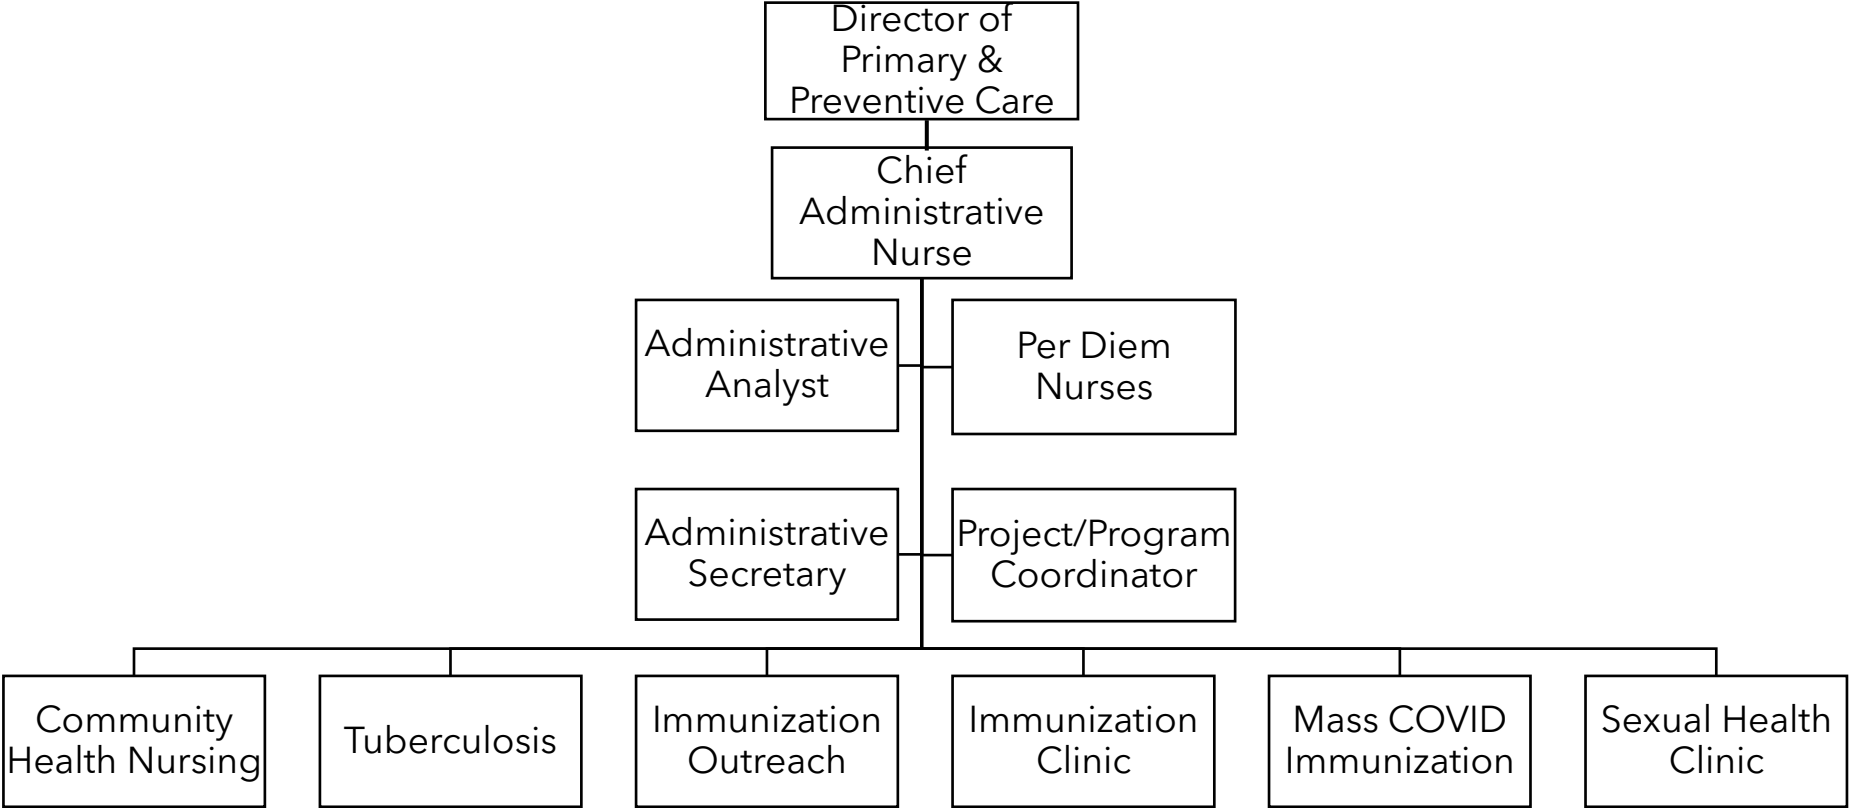 Director of
Primary &
Preventive Care
Chief
Administrative
Nurse
Administrative
Analyst
Per Diem
Nurses
Administrative
Secretary
Project/Program
Coordinator
Community
Health Nursing
Tuberculosis
Immunization
Outreach
Immunization
Clinic
Mass COVID
Immunization
Sexual Health
Clinic